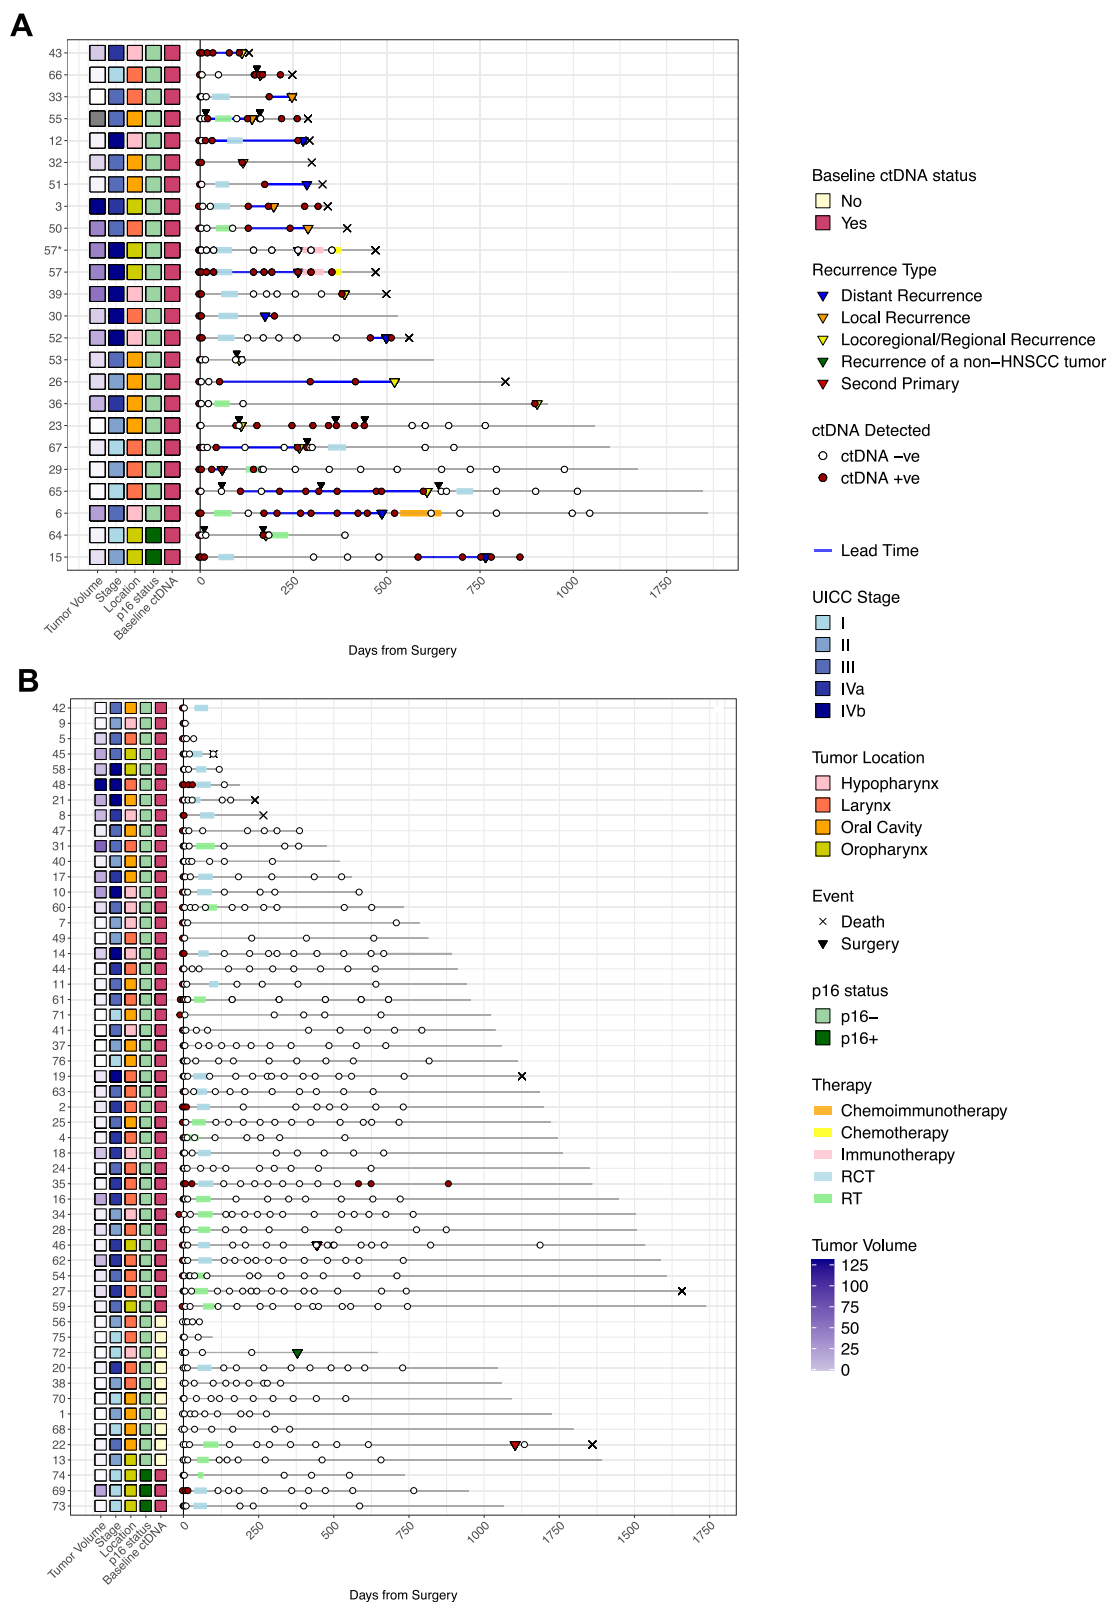 A
43
66
33
55
12
32
51
3
50
57*
57
39
30
52
53
26
36
23
67
29
65
6
64
15
Tumor Volume
Stage
Location
p16 status
Baseline ctDNA
0
250
500
750
1000
1250
1500
1750
Days from Surgery
B
42
9
5
45
58
48
21
8
47
31
40
17
10
60
7
49
14
44
11
61
71
41
37
76
19
63
2
25
4
18
24
35
16
34
28
46
62
54
27
59
56
75
72
20
38
70
1
68
22
13
74
69
73
Tumor Volume
Stage
Location
p16 status
Baseline ctDNA
0
250
500
750
1000
1250
1500
1750
Days from Surgery
Baseline ctDNA status
No
Yes
Recurrence Type
Distant Recurrence
Local Recurrence
Locoregional/Regional Recurrence
Recurrence of a non−HNSCC tumor
Second Primary
ctDNA Detected
ctDNA −ve
ctDNA +ve
Lead Time
UICC Stage
I
II
III
IVa
IVb
Tumor Location
Hypopharynx
Larynx
Oral Cavity
Oropharynx
Event
Death
Surgery
p16 status
p16−
p16+
Therapy
Chemoimmunotherapy
Chemotherapy
Immunotherapy
RCT
RT
Tumor Volume
125
100
75
50
25
0